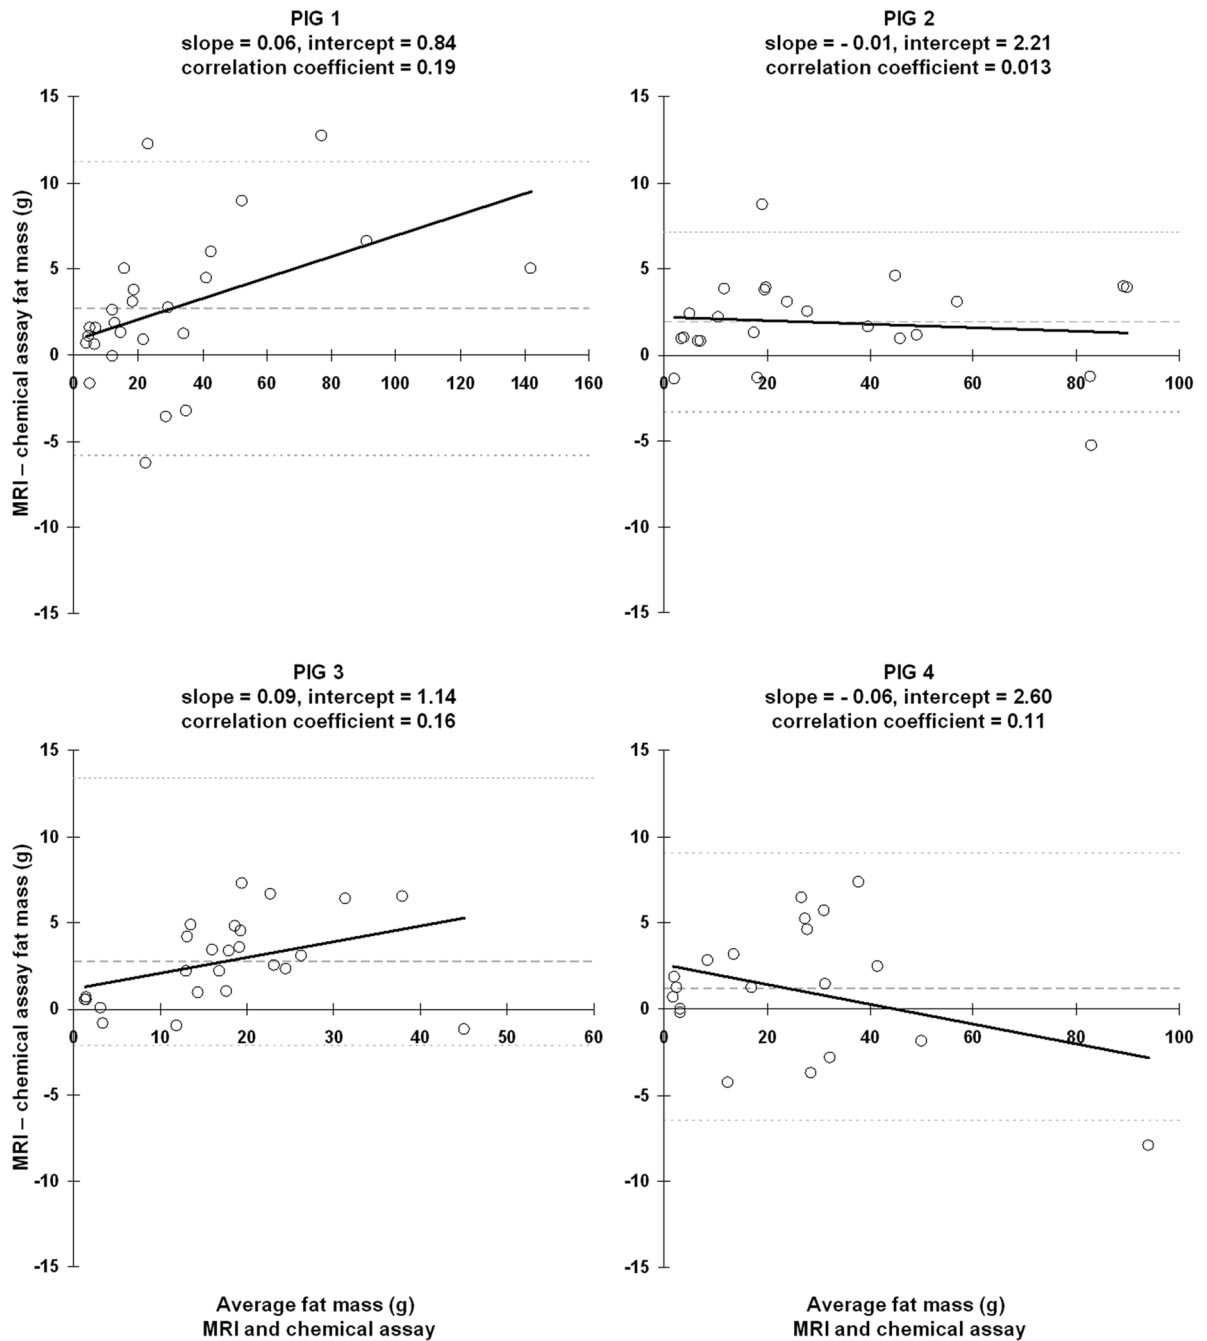 PIG 1
slope = 0.06, intercept = 0.84
correlation coefficient = 0.19
PIG 2
slope = - 0.01, intercept = 2.21
correlation coefficient = 0.013
MRI – chemical assay fat mass (g)
15
10
5
0
-5
-10
-15
0 20 40 60 80 100 120 140 160
15
10
5
0
-5
-10
-15
0 20 40 60 80 100
PIG 3
slope = 0.09, intercept = 1.14
correlation coefficient = 0.16
PIG 4
slope = - 0.06, intercept = 2.60
correlation coefficient = 0.11
MRI – chemical assay fat mass (g)
15
10
5
0
-5
-10
-15
0 10 20 30 40 50 60
15
10
5
0
-5
-10
-15
0 20 40 60 80 100
Average fat mass (g)
MRI and chemical assay
Average fat mass (g)
MRI and chemical assay